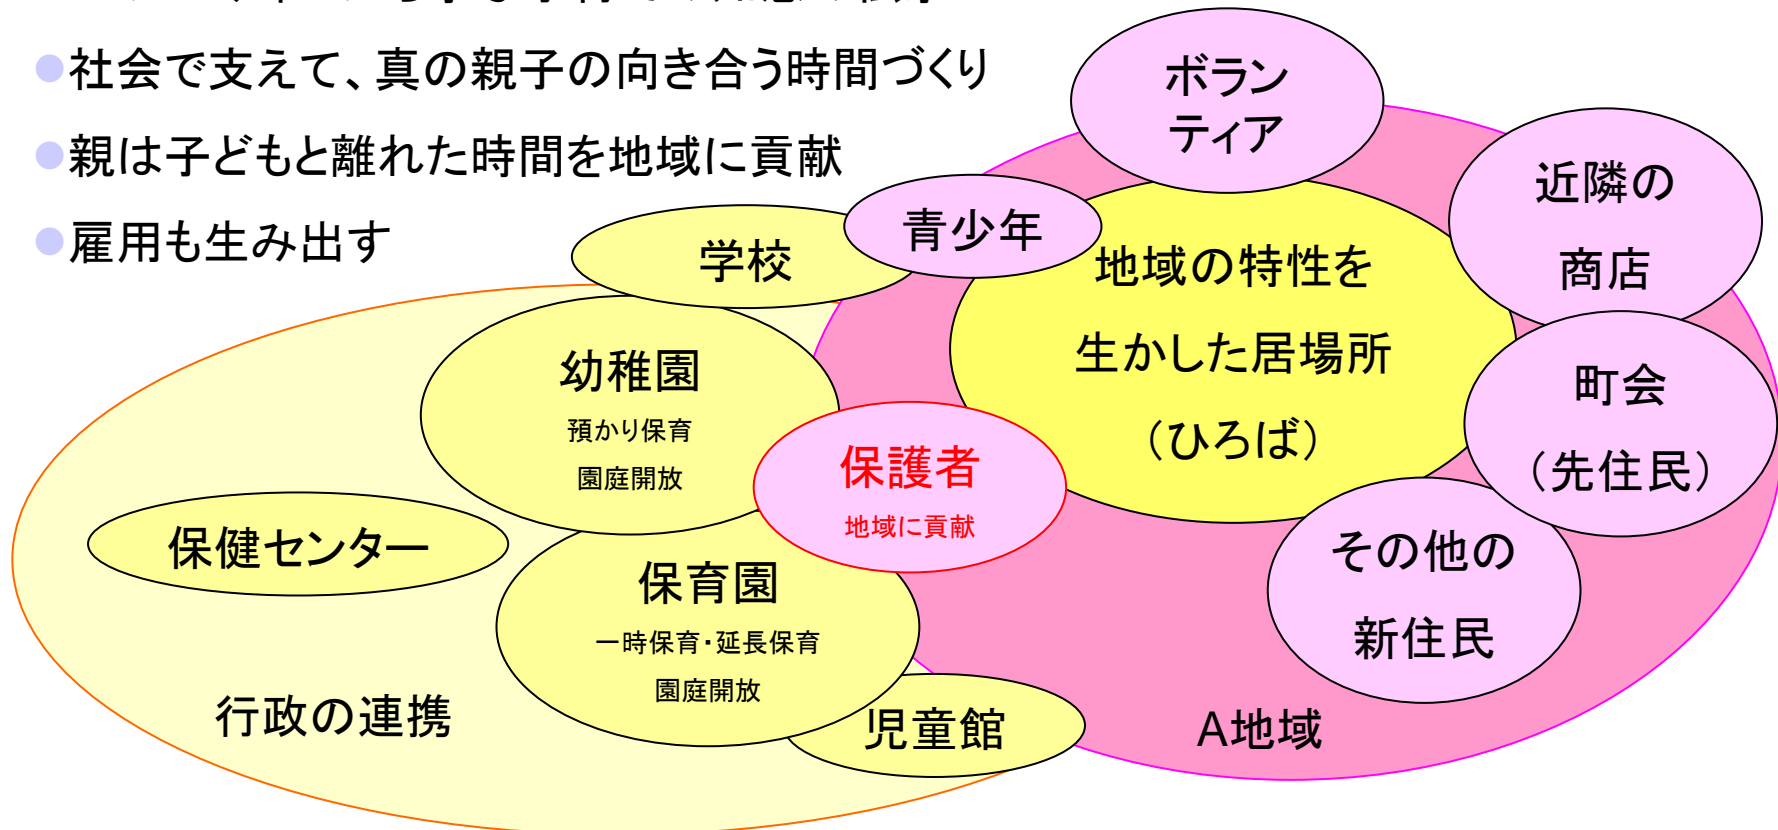 社会で支えて、真の親子の向き合う時間づくり
親は子どもと離れた時間を地域に貢献
雇用も生み出す
ボラン
ティア
近隣の
商店
青少年
学校
地域の特性を
生かした居場所
（ひろば）
町会
（先住民）
幼稚園
預かり保育
園庭開放
保護者
地域に貢献
保健センター
その他の
新住民
保育園
一時保育・延長保育
園庭開放
行政の連携
児童館
A地域